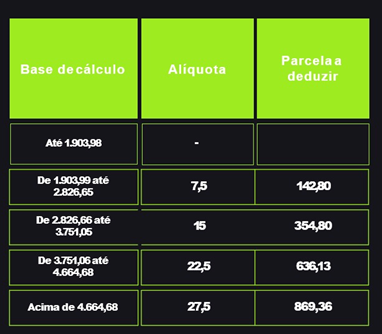 Base de cálculo
Alíquota
Parcela a
deduzir
Até 1.903,98
-
De 1.903,99 até
2.826,65
7,5
142,80
De 2.826,66 até
3.751,05
15
354,80
De 3.751,06 até
4.664,68
22,5
636,13
Acima de 4.664,68
27,5
869,36